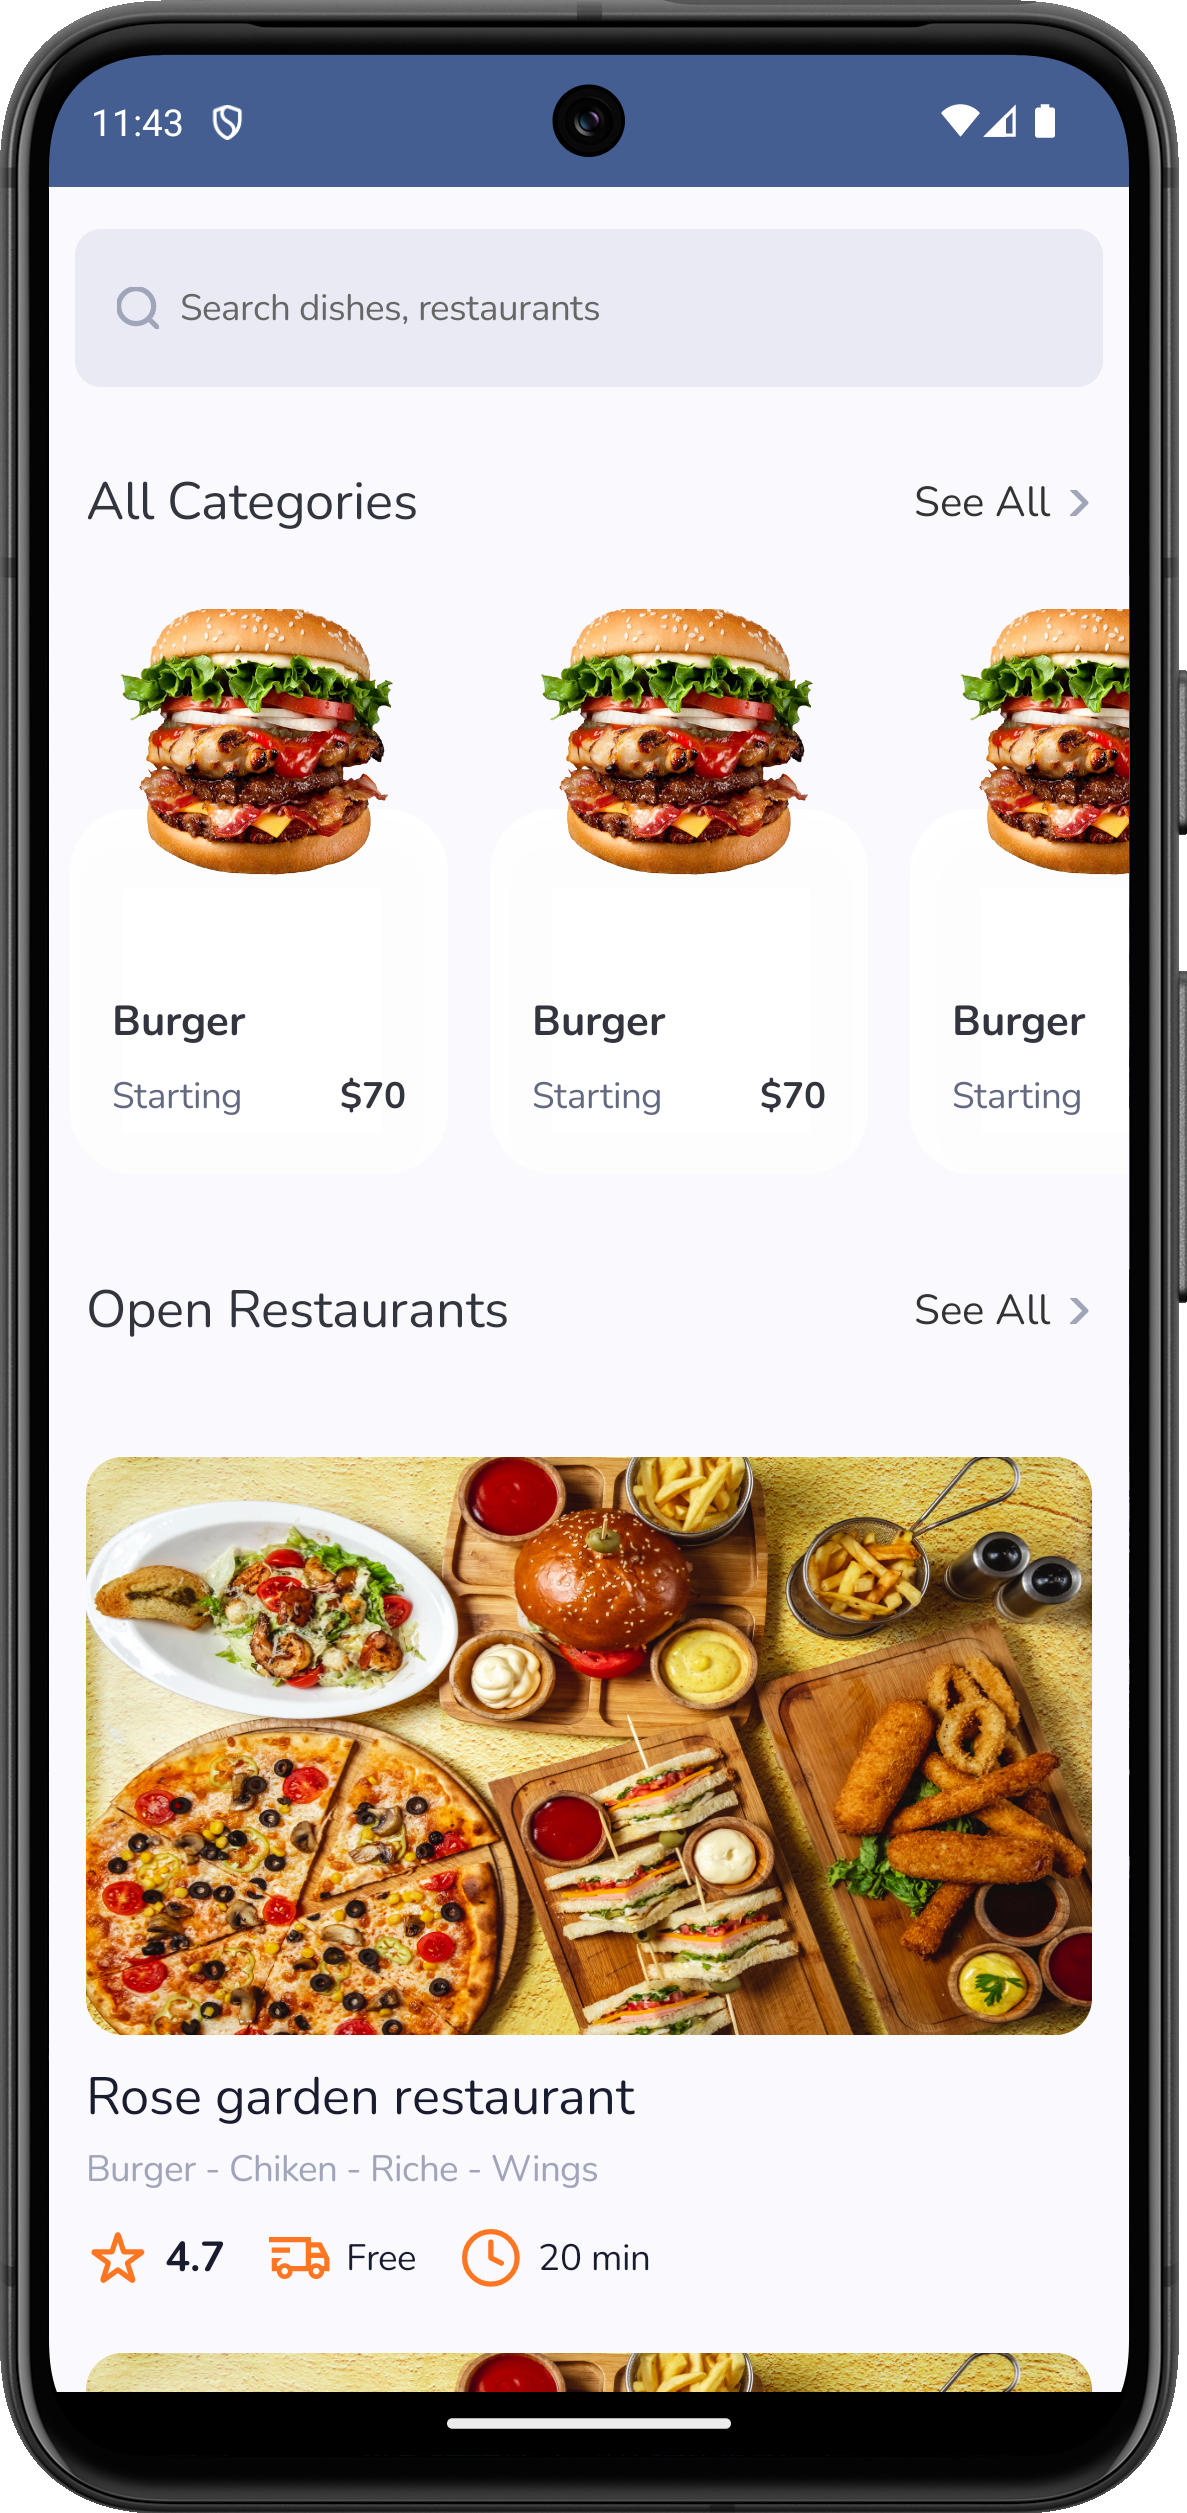 11:43
Search dishes, restaurants
All Categories
See All
Burger
Burger
Burger
Starting
$70
Starting
$70
Starting
Open Restaurants
See All
Rose garden restaurant
Burger - Chiken - Riche - Wings
4.7
Free
20 min